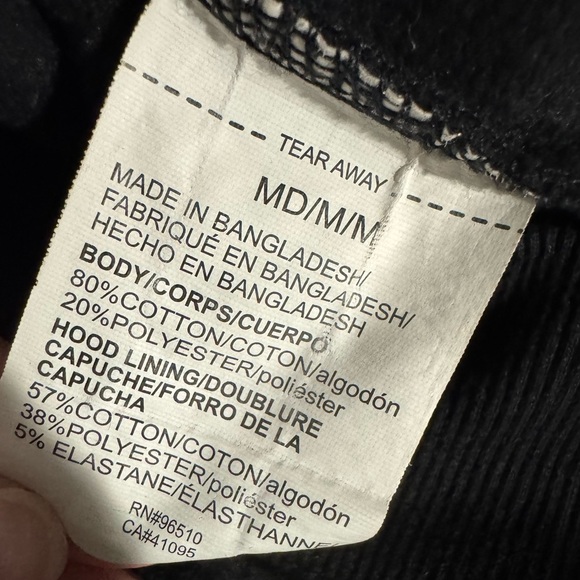 TEAR AWAY
MD/M/M
MADE IN BANGLADESH/
FABRIQUÉ EN BANGLADESH/
HECHO EN BANGLADESH
BODY/CORPS/CUERPO
80%COTTON/COTON/algodón
20%POLYESTER/poliéster
HOOD LINING/DOUBLURE
CAPUCHE/FORRO DE LA
CAPUCHA
57%COTTON/COTON/algodón
38%POLYESTER/poliéster
5% ELASTANE/ÉLASTHANNE
RN#96510
CA#41095